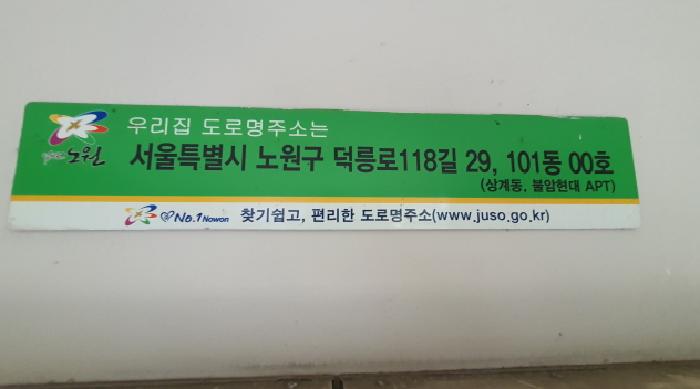 우리집 도로명주소는
노원
서울특별시 노원구 덕릉로118길 29, 101동 00호
(상계동, 불암현대 APT)
No.1 Nowon 찾기쉽고, 편리한 도로명주소(www.juso.go.kr)